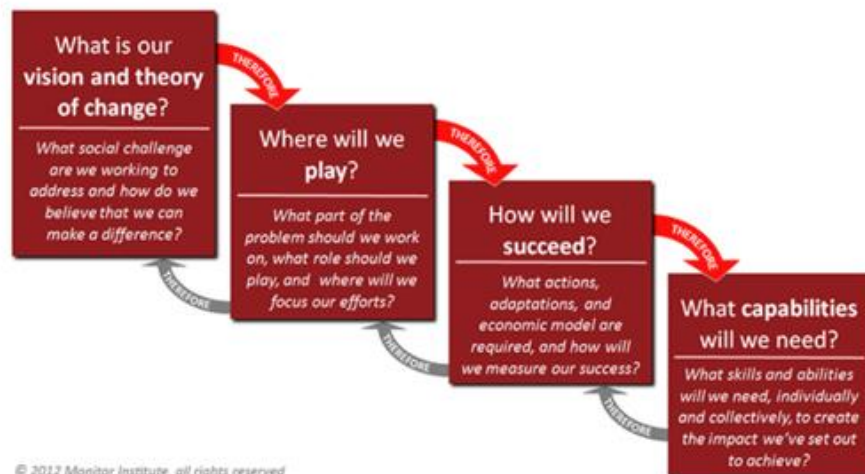 What is our
vision and theory
of change?
What social challenge
are we working to
address and how do we
believe that we can
make a difference?
THEREFORE
Where will we
play?
What part of the
problem should we work
on, what role should we
play, and where will we
focus our efforts?
THEREFORE
THEREFORE
How will we
succeed?
What actions,
adaptations, and
economic model are
required, and how will
we measure our success?
THEREFORE
THEREFORE
What capabilities
will we need?
What skills and abilities
will we need, individually
and collectively, to create
the impact we've set out
to achieve?
THEREFORE
© 2012 Monitor Institute, all rights reserved